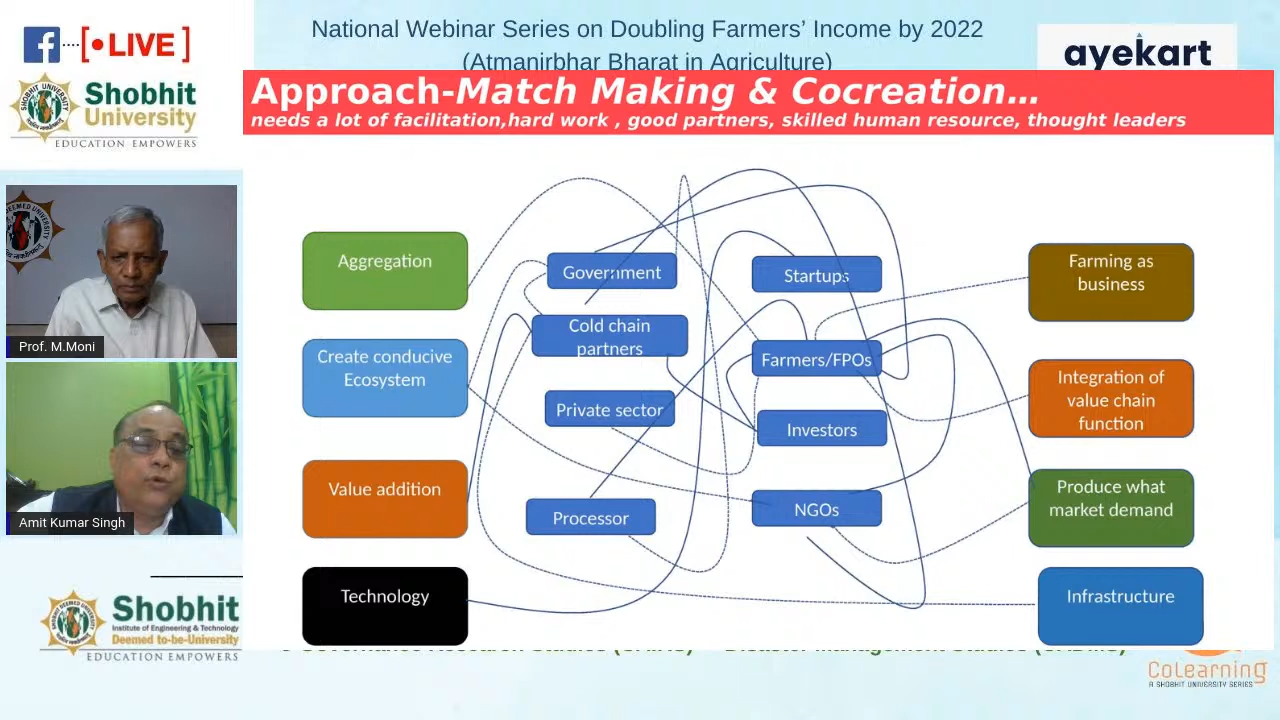 National Webinar Series on Doubling Farmers' Income by 2022
(Atmanirbhar Bharat in Agriculture)
LIVE
ayekart
Shobhit
University
EDUCATION EMPOWERS
Approach-Match Making & Cocreation...
needs a lot of facilitation,hard work , good partners, skilled human resource, thought leaders
Prof. M.Moni
Amit Kumar Singh
Aggregation
Create conducive
Ecosystem
Value addition
Technology
Government
Cold chain
partners
Private sector
Processor
Startups
Farmers/FPOs
Investors
NGOs
Farming as
business
Integration of
value chain
function
Produce what
market demand
Infrastructure
Shobhit
Institute of Engineering & Technology
Deemed to-be-University
EDUCATION EMPOWERS
CoLearning
A SHOBHIT UNIVERSITY SERIES